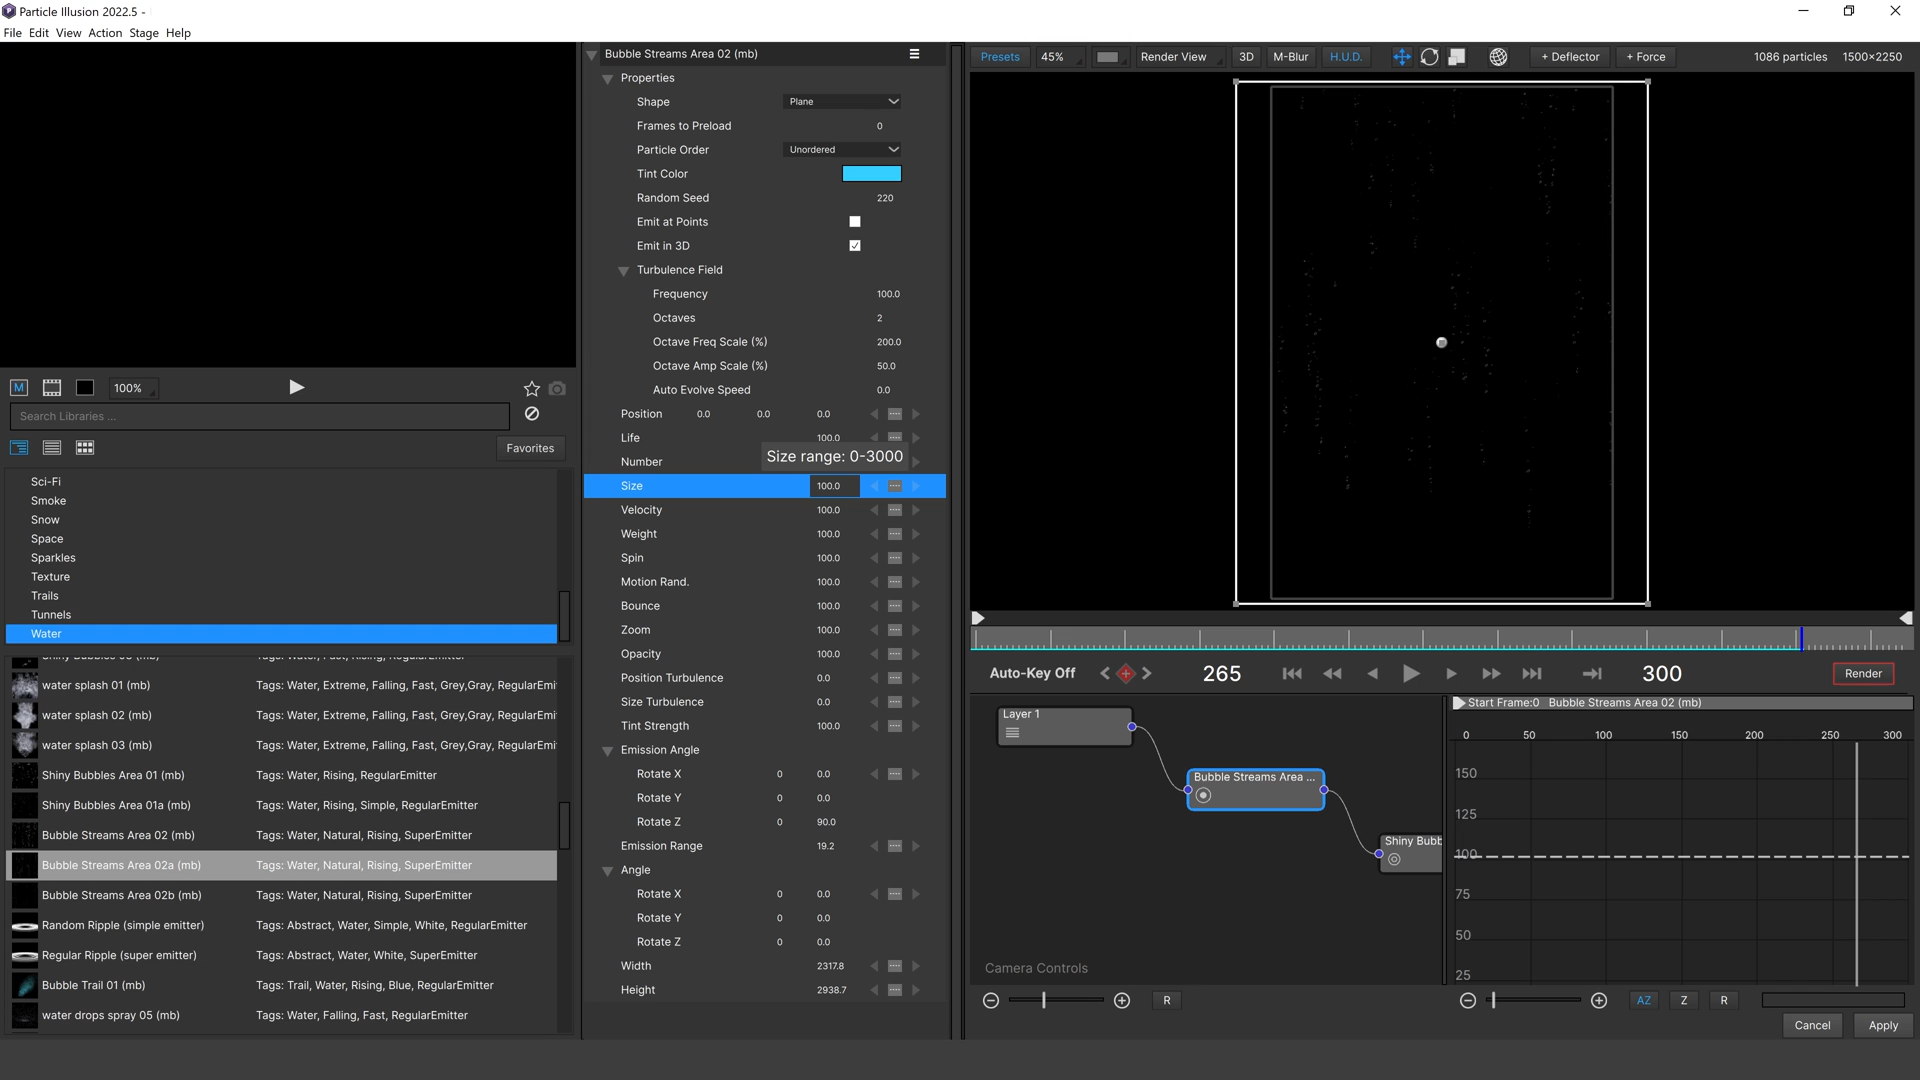 Particle Illusion 2022.5 -
File Edit View Action Stage Help
Bubble Streams Area 02 (mb)
Properties
Shape Plane
Frames to Preload 0
Particle Order Unordered
Tint Color
Random Seed 220
Emit at Points
Emit in 3D
Turbulence Field
Frequency 100.0
Octaves 2
Octave Freq Scale (%) 200.0
Octave Amp Scale (%) 50.0
Auto Evolve Speed 0.0
Position 0.0 0.0 0.0
Life 100.0
Number
Size range: 0-3000
Size 100.0
Velocity 100.0
Weight 100.0
Spin 100.0
Motion Rand. 100.0
Bounce 100.0
Zoom 100.0
Opacity 100.0
Position Turbulence 0.0
Size Turbulence 0.0
Tint Strength 100.0
Emission Angle
Rotate X 0 0.0
Rotate Y 0 0.0
Rotate Z 0 90.0
Emission Range 19.2
Angle
Rotate X 0 0.0
Rotate Y 0 0.0
Rotate Z 0 0.0
Width 2317.8
Height 2938.7
M 100%
Search Libraries ...
Favorites
Sci-Fi
Smoke
Snow
Space
Sparkles
Texture
Trails
Tunnels
Water
water splash 01 (mb) Tags: Water, Extreme, Falling, Fast, Grey,Gray, RegularEmi
water splash 02 (mb) Tags: Water, Extreme, Falling, Fast, Grey,Gray, RegularEmi
water splash 03 (mb) Tags: Water, Extreme, Falling, Fast, Grey,Gray, RegularEmi
Shiny Bubbles Area 01 (mb) Tags: Water, Rising, RegularEmitter
Shiny Bubbles Area 01a (mb) Tags: Water, Rising, Simple, RegularEmitter
Bubble Streams Area 02 (mb) Tags: Water, Natural, Rising, SuperEmitter
Bubble Streams Area 02a (mb) Tags: Water, Natural, Rising, SuperEmitter
Bubble Streams Area 02b (mb) Tags: Water, Natural, Rising, SuperEmitter
Random Ripple (simple emitter) Tags: Abstract, Water, Simple, White, RegularEmitter
Regular Ripple (super emitter) Tags: Abstract, Water, White, SuperEmitter
Bubble Trail 01 (mb) Tags: Trail, Water, Rising, Blue, RegularEmitter
water drops spray 05 (mb) Tags: Water, Falling, Fast, RegularEmitter
Presets 45% Render View 3D M-Blur H.U.D. + Deflector + Force 1086 particles 1500×2250
Auto-Key Off 265 300 Render
Layer 1
Bubble Streams Area ...
Shiny Bubb
Camera Controls
R
Start Frame:0 Bubble Streams Area 02 (mb)
0 50 100 150 200 250 300
150
125
100
75
50
25
AZ Z R
Cancel Apply